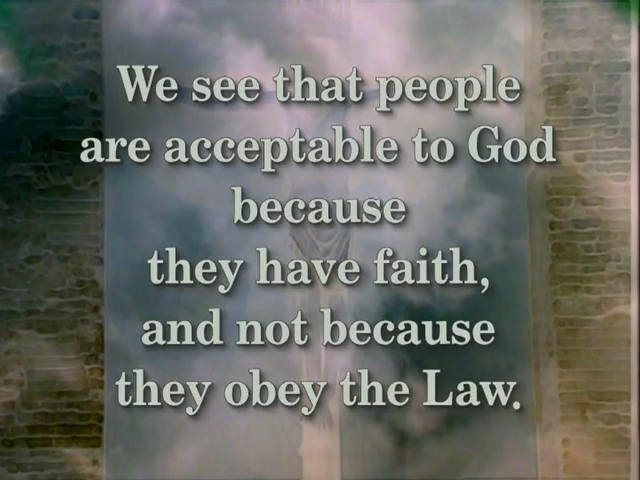 We see that people
are acceptable to God
because
they have faith,
and not because
they obey the Law.